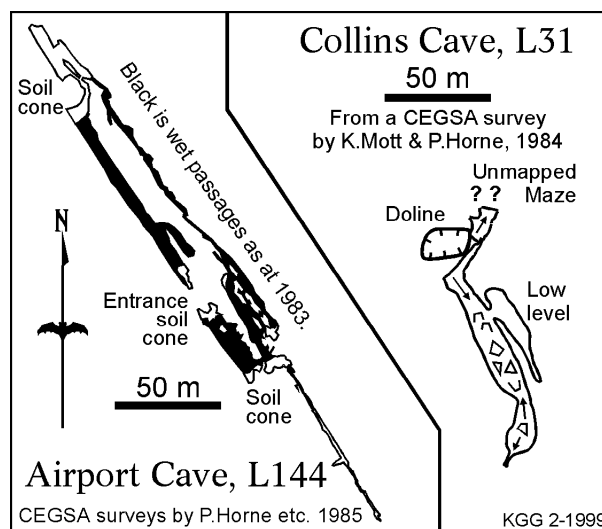 Collins Cave, L31
50 m
From a CEGSA survey
by K.Mott & P.Horne, 1984
Unmapped
? ? Maze
Doline
Low
level
Soil
cone
Black is wet passages as at 1983.
N
Entrance
soil
cone
50 m
Soil
cone
Airport Cave, L144
CEGSA surveys by P.Horne etc. 1985
KGG 2-1999